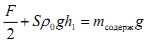 F/2 + Sρ₀gh₁ = m_содерж g